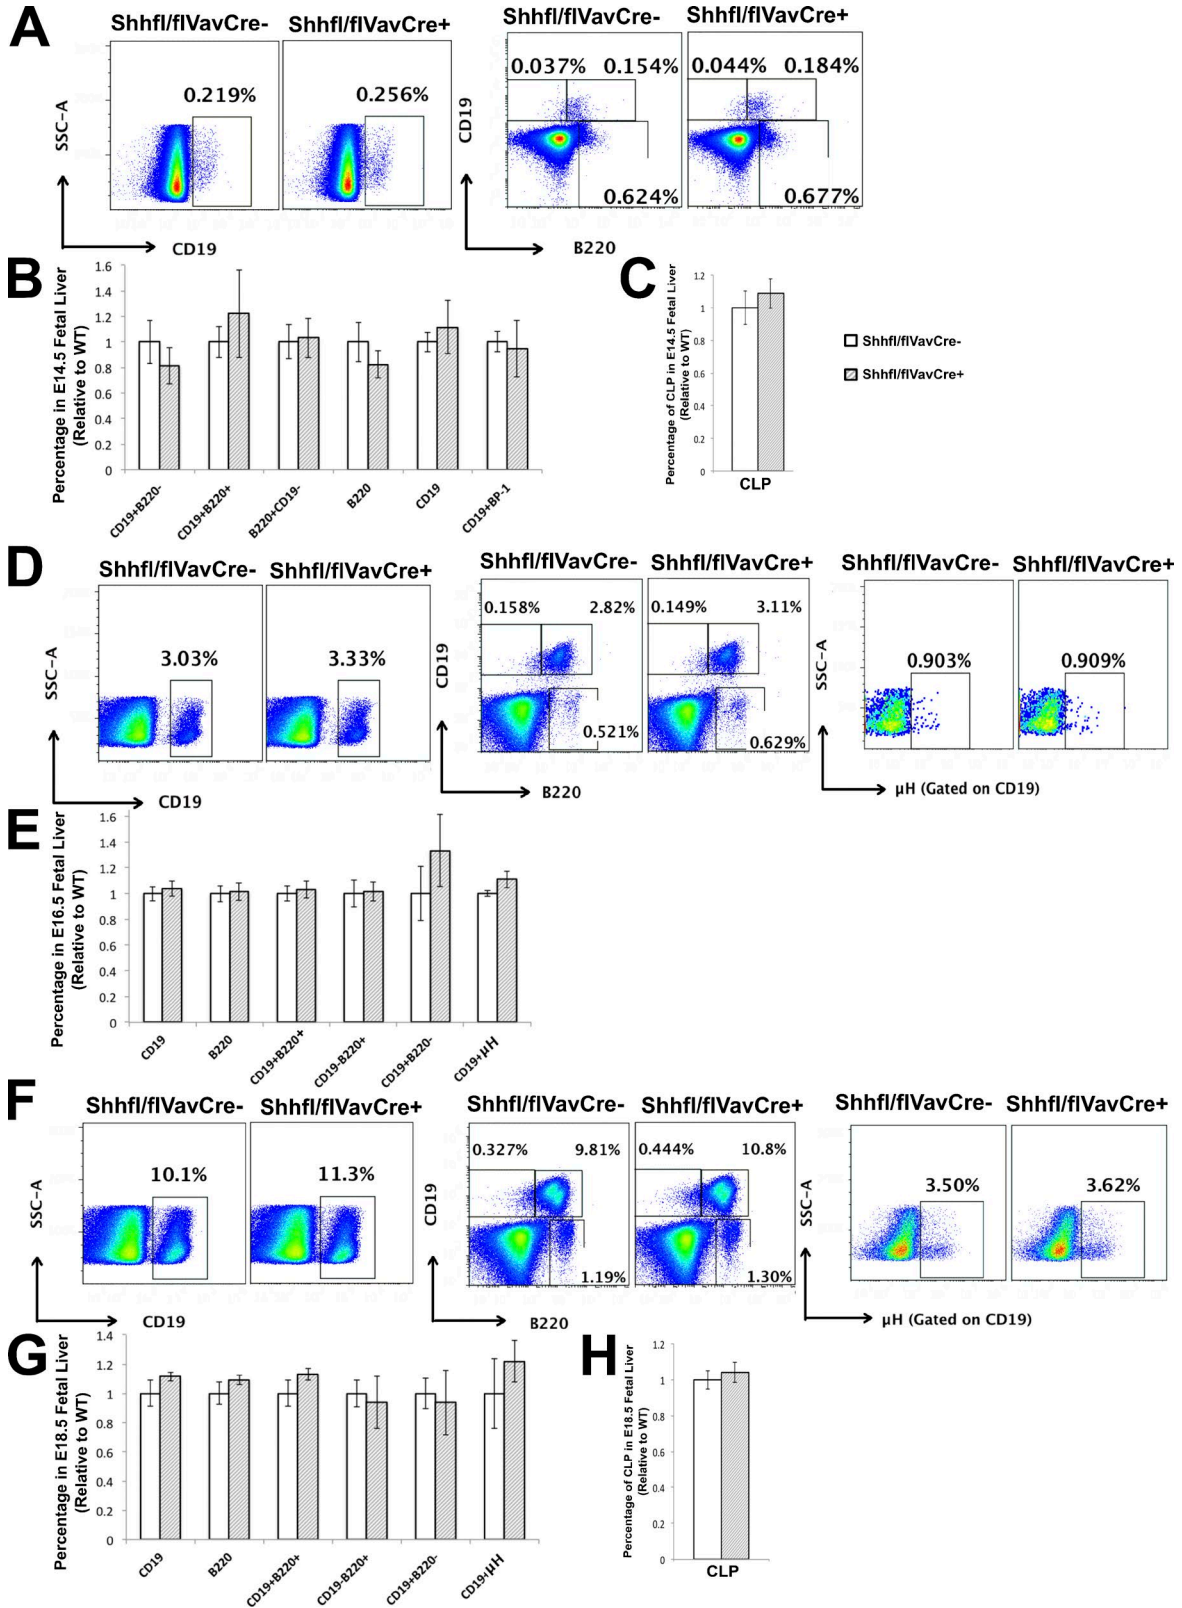 A
Shhfl/flVavCre-
Shhfl/flVavCre+
Shhfl/flVavCre-
Shhfl/flVavCre+
SSC-A
0.219%
0.256%
CD19
CD19
0.037%
0.154%
0.624%
0.044%
0.184%
0.677%
B220
B
Percentage in E14.5 Fetal Liver
(Relative to WT)
1.6
1.4
1.2
1
0.8
0.6
0.4
0.2
0
CD19+B220-
CD19+B220+
B220+CD19-
B220
CD19
CD19+BP-1
C
Percentage of CLP in E14.5 Fetal Liver
(Relative to WT)
1.2
1
0.8
0.6
0.4
0.2
0
CLP
Shhfl/flVavCre-
Shhfl/flVavCre+
D
Shhfl/flVavCre-
Shhfl/flVavCre+
Shhfl/flVavCre-
Shhfl/flVavCre+
Shhfl/flVavCre-
Shhfl/flVavCre+
SSC-A
3.03%
3.33%
CD19
CD19
0.158%
2.82%
0.521%
0.149%
3.11%
0.629%
B220
SSC-A
0.903%
0.909%
μH (Gated on CD19)
E
Percentage in E16.5 Fetal Liver
(Relative to WT)
1.6
1.4
1.2
1
0.8
0.6
0.4
0.2
0
CD19
B220
CD19+B220+
CD19-B220+
CD19+B220-
CD19+μH
F
Shhfl/flVavCre-
Shhfl/flVavCre+
Shhfl/flVavCre-
Shhfl/flVavCre+
Shhfl/flVavCre-
Shhfl/flVavCre+
SSC-A
10.1%
11.3%
CD19
CD19
0.327%
9.81%
1.19%
0.444%
10.8%
1.30%
B220
SSC-A
3.50%
3.62%
μH (Gated on CD19)
G
Percentage in E18.5 Fetal Liver
(Relative to WT)
1.4
1.2
1
0.8
0.6
0.4
0.2
0
CD19
B220
CD19+B220+
CD19-B220+
CD19+B220-
CD19+μH
H
Percentage of CLP in E18.5 Fetal Liver
(Relative to WT)
1.2
1
0.8
0.6
0.4
0.2
0
CLP